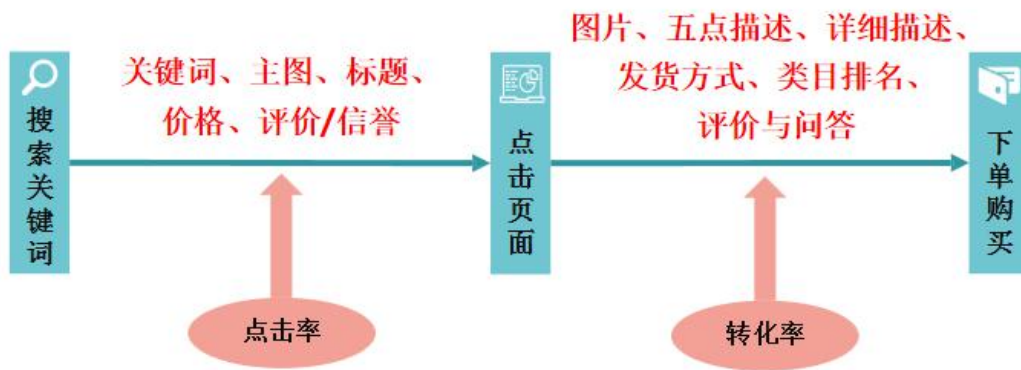 搜索关键词
关键词、主图、标题、
价格、评价/信誉
点击率
点击页面
图片、五点描述、详细描述、
发货方式、类目排名、
评价与问答
转化率
下单购买